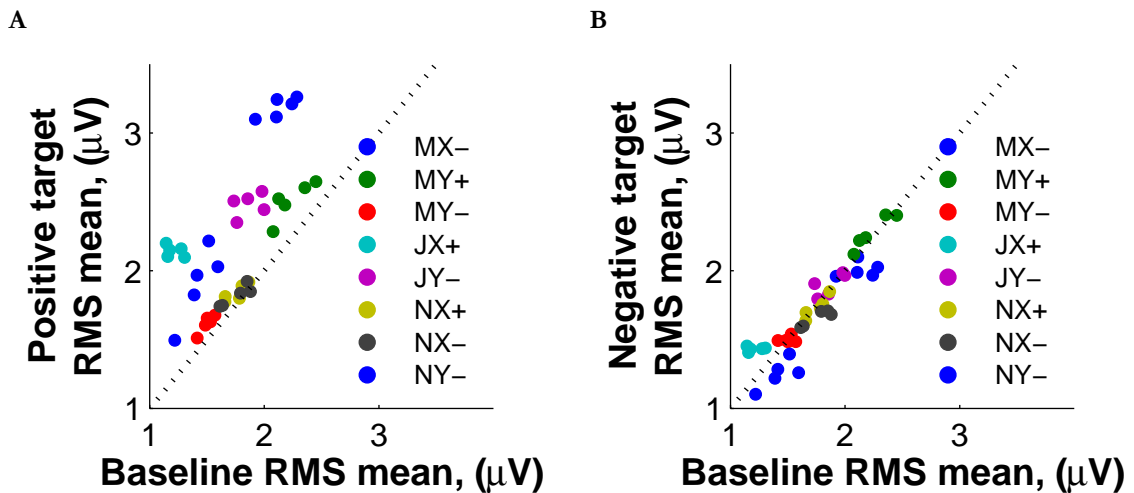 A
Positive target
RMS mean, (μV)
3
2
1
1 2 3
Baseline RMS mean, (μV)
MX−
MY+
MY−
JX+
JY−
NX+
NX−
NY−
B
Negative target
RMS mean, (μV)
3
2
1
1 2 3
Baseline RMS mean, (μV)
MX−
MY+
MY−
JX+
JY−
NX+
NX−
NY−